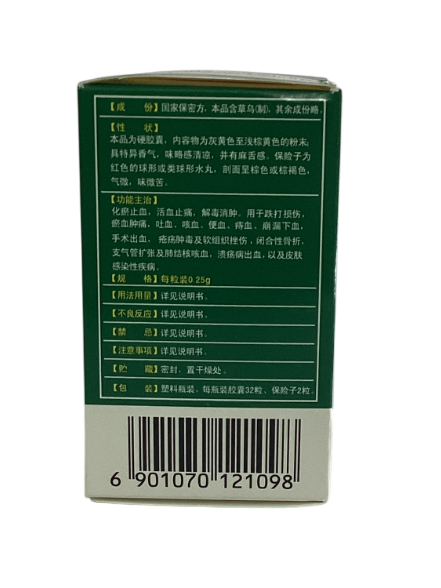 【成　份】国家保密方，本品含草乌(制)，其余成份略。
【性　状】
本品为硬胶囊，内容物为灰黄色至浅棕黄色的粉末；
具特异香气，味略感清凉，并有麻舌感。保险子为
红色的球形或类球形水丸，剖面呈棕色或棕褐色，
气微，味微苦。
【功能主治】
化瘀止血，活血止痛，解毒消肿。用于跌打损伤，
瘀血肿痛，吐血、咳血、便血、痔血、崩漏下血，
手术出血，疮疡肿毒及软组织挫伤，闭合性骨折，
支气管扩张及肺结核咳血，溃疡病出血，以及皮肤
感染性疾病。
【规　格】每粒装0.25g
【用法用量】详见说明书。
【不良反应】详见说明书。
【禁　忌】详见说明书。
【注意事项】详见说明书。
【贮　藏】密封，置干燥处。
【包　装】塑料瓶装，每瓶装胶囊32粒、保险子2粒。
6 901070 121098